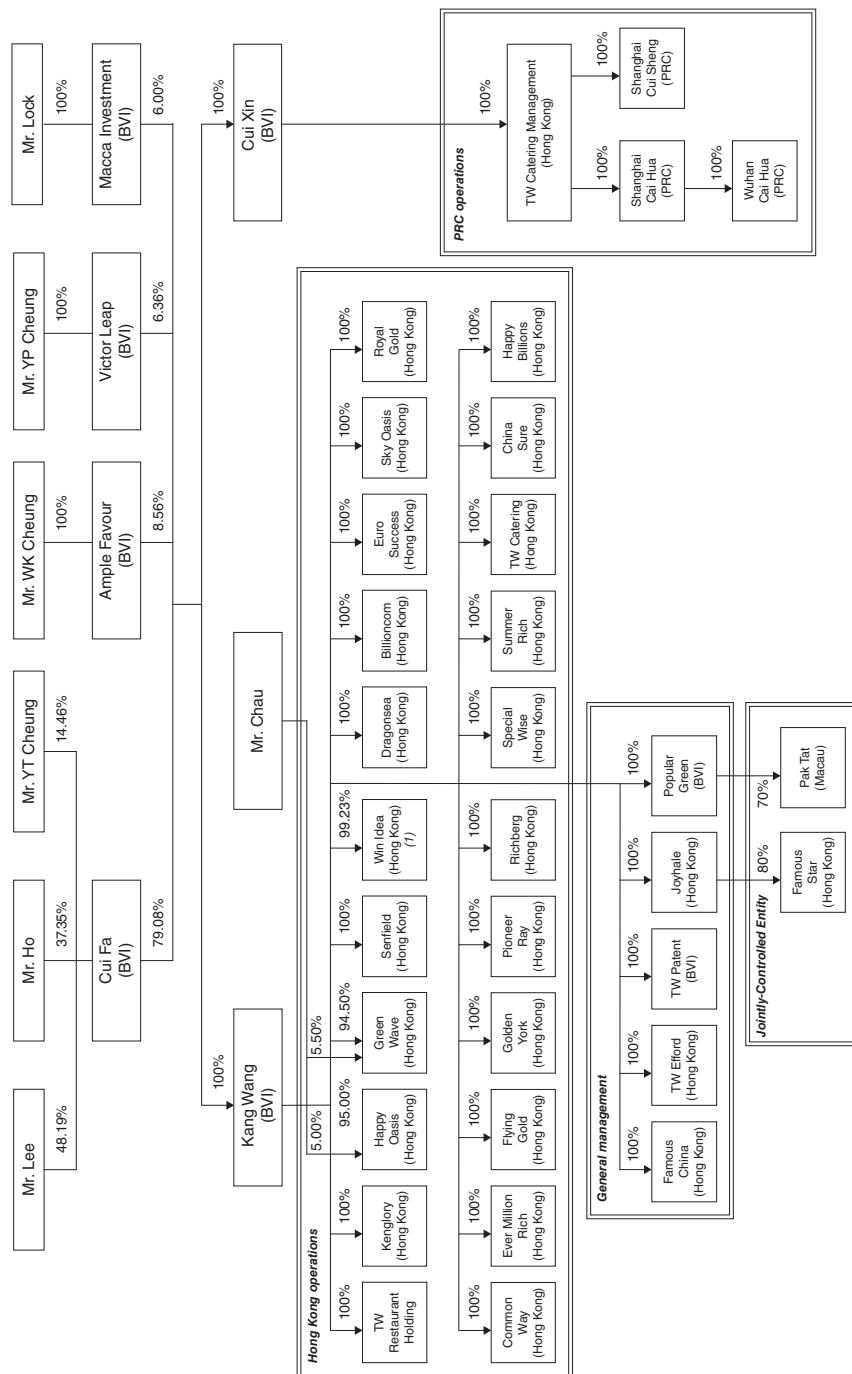 Mr. Lee
Mr. Ho
Mr. YT Cheung
Mr. WK Cheung
Mr. YP Cheung
Mr. Lock
48.19%
37.35%
14.46%
100%
100%
100%
Cui Fa
(BVI)
Ample Favour
(BVI)
Victor Leap
(BVI)
Macca Investment
(BVI)
79.08%
8.56%
6.36%
6.00%
100%
100%
Kang Wang
(BVI)
Mr. Chau
Cui Xin
(BVI)
Hong Kong operations
5.00%
5.50%
100%
100%
95.00%
94.50%
100%
99.23%
100%
100%
100%
100%
100%
TW
Restaurant
Holding
Kenglory
(Hong Kong)
Happy
Oasis
(Hong Kong)
Green
Wave
(Hong Kong)
Senfield
(Hong Kong)
Win Idea
(Hong Kong)
(1)
Dragonsea
(Hong Kong)
Billioncom
(Hong Kong)
Euro
Success
(Hong Kong)
Sky Oasis
(Hong Kong)
Royal
Gold
(Hong Kong)
100%
100%
100%
100%
100%
100%
100%
100%
100%
100%
100%
Common
Way
(Hong Kong)
Ever Million
Rich
(Hong Kong)
Flying
Gold
(Hong Kong)
Golden
York
(Hong Kong)
Pioneer
Ray
(Hong Kong)
Richberg
(Hong Kong)
Special
Wise
(Hong Kong)
Summer
Rich
(Hong Kong)
TW Catering
(Hong Kong)
China
Sure
(Hong Kong)
Happy
Billions
(Hong Kong)
PRC operations
100%
TW Catering Management
(Hong Kong)
100%
100%
Shanghai
Cai Hua
(PRC)
Shanghai
Cui Sheng
(PRC)
100%
Wuhan
Cai Hua
(PRC)
General management
100%
100%
100%
100%
100%
Famous
China
(Hong Kong)
TW Efford
(Hong Kong)
TW Patent
(BVI)
Joyhale
(Hong Kong)
Popular
Green
(BVI)
Jointly-Controlled Entity
80%
70%
Famous
Star
(Hong Kong)
Pak Tat
(Macau)